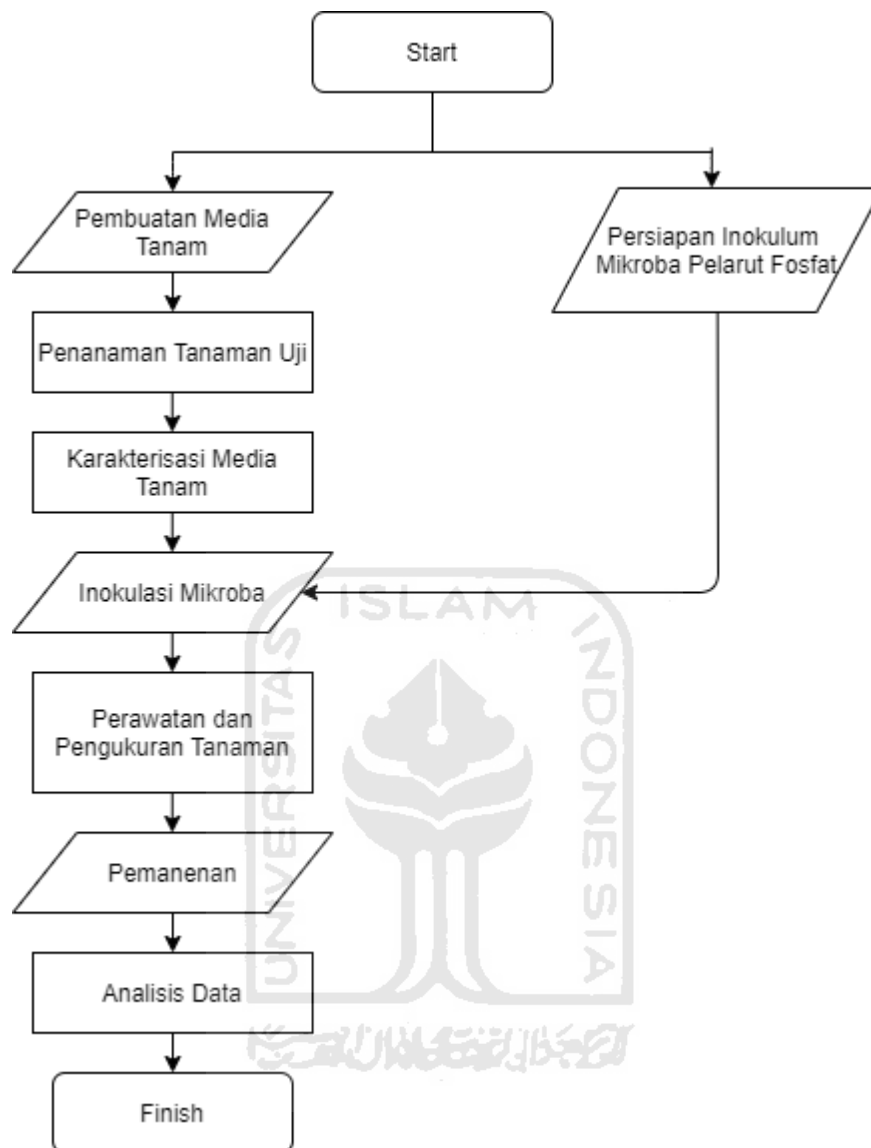 Start
Pembuatan Media
Tanam
Persiapan Inokulum
Mikroba Pelarut Fosfat
Penanaman Tanaman Uji
Karakterisasi Media
Tanam
Inokulasi Mikroba
Perawatan dan
Pengukuran Tanaman
Pemanenan
Analisis Data
Finish
UNIVERSITAS
ISLAM
INDONESIA